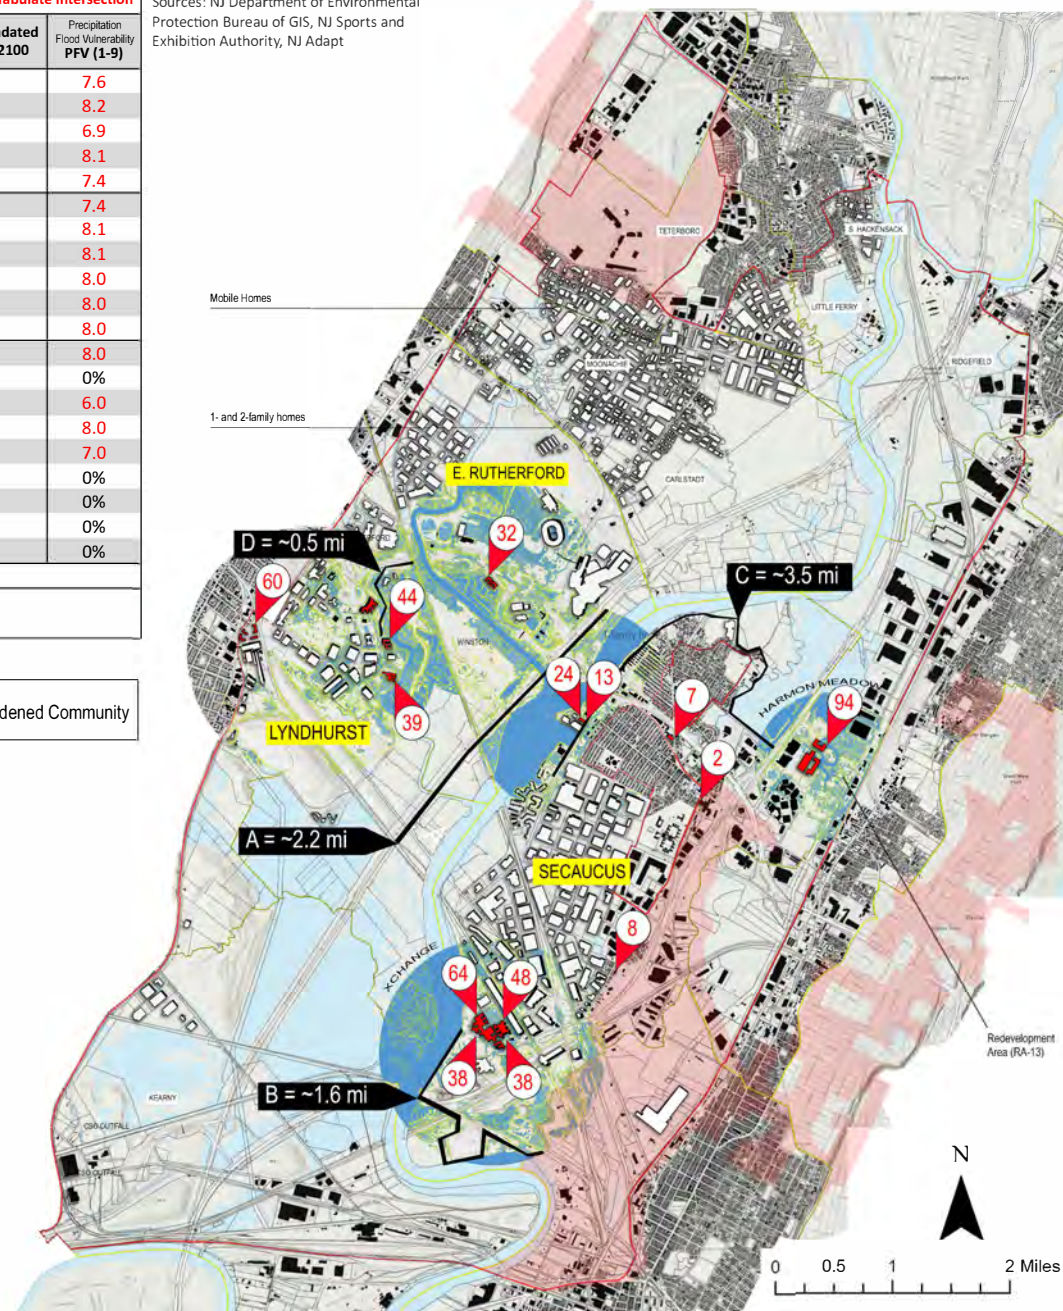 abulate Intersection
dated
2100
Precipitation
Flood Vulnerability
PFV (1-9)
7.6
8.2
6.9
8.1
7.4
7.4
8.1
8.1
8.0
8.0
8.0
8.0
0%
6.0
8.0
7.0
0%
0%
0%
0%
dened Community
Sources: NJ Department of Environmental
Protection Bureau of GIS, NJ Sports and
Exhibition Authority, NJ Adapt
TETERBORO
S. HACKENSACK
Mobile Homes
LITTLE FERRY
MOONACHIE
RIDGEFIELD
1- and 2-family homes
E. RUTHERFORD
CARLSTADT
D = ~0.5 mi
32
60
44
C = ~3.5 mi
WINSTON
HARMON MEADOW
24
13
7
94
39
LYNDHURST
2
A = ~2.2 mi
SECAUCUS
8
XCHANGE
64
48
38
38
Redevelopment
Area (RA-13)
B = ~1.6 mi
KEARNY
CSO OUTFALL
CSO OUTFALL
N
0 0.5 1 2 Miles